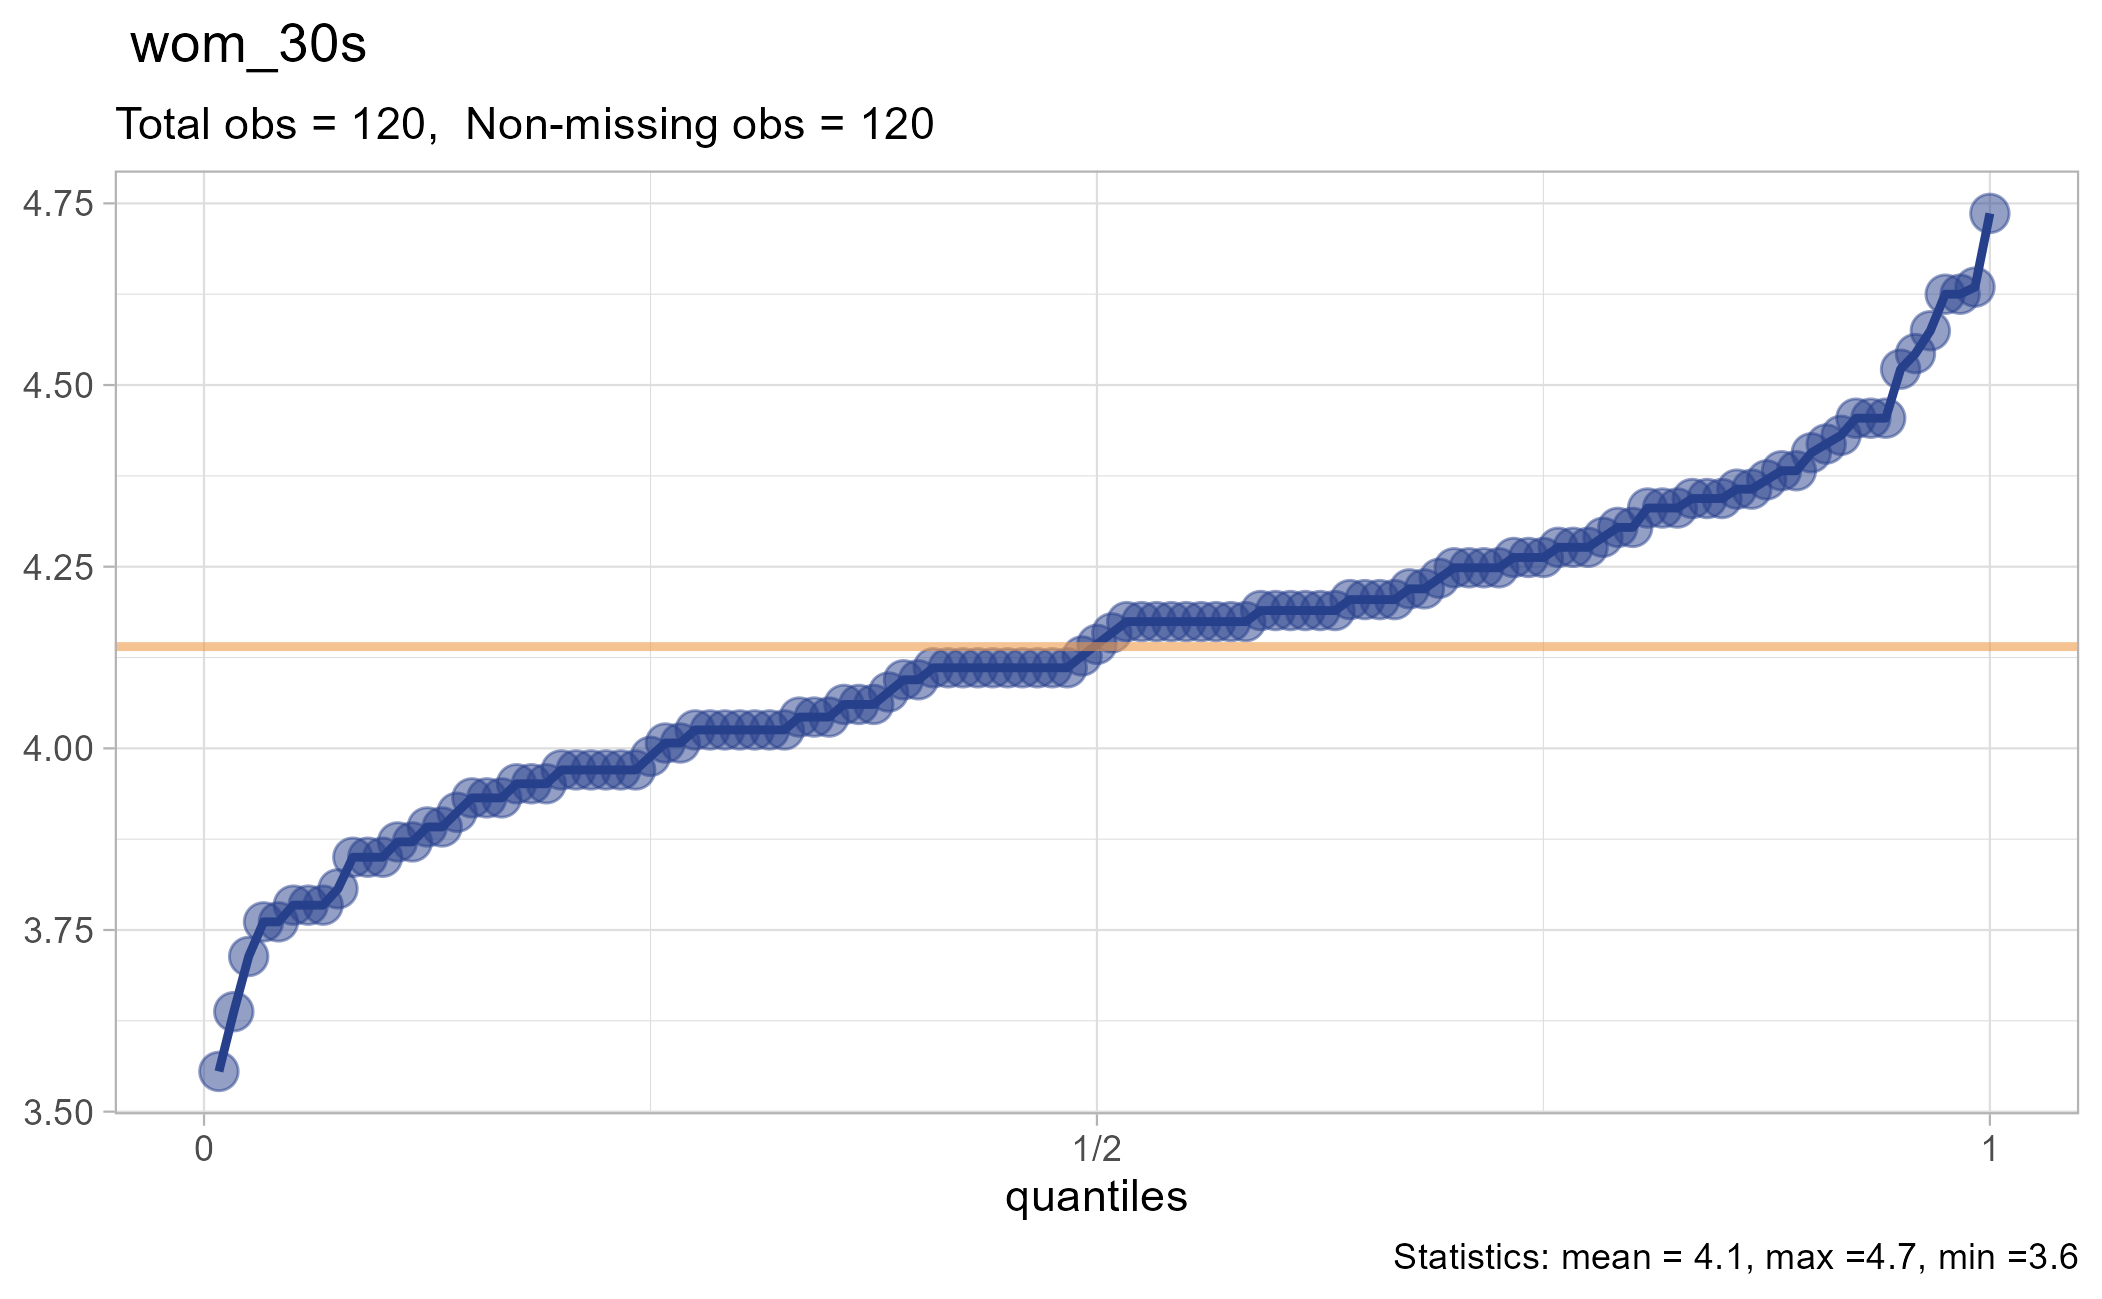 wom_30s
Total obs = 120,  Non-missing obs = 120
4.75
4.50
4.25
4.00
3.75
3.50
0
1/2
1
quantiles
Statistics: mean = 4.1, max =4.7, min =3.6